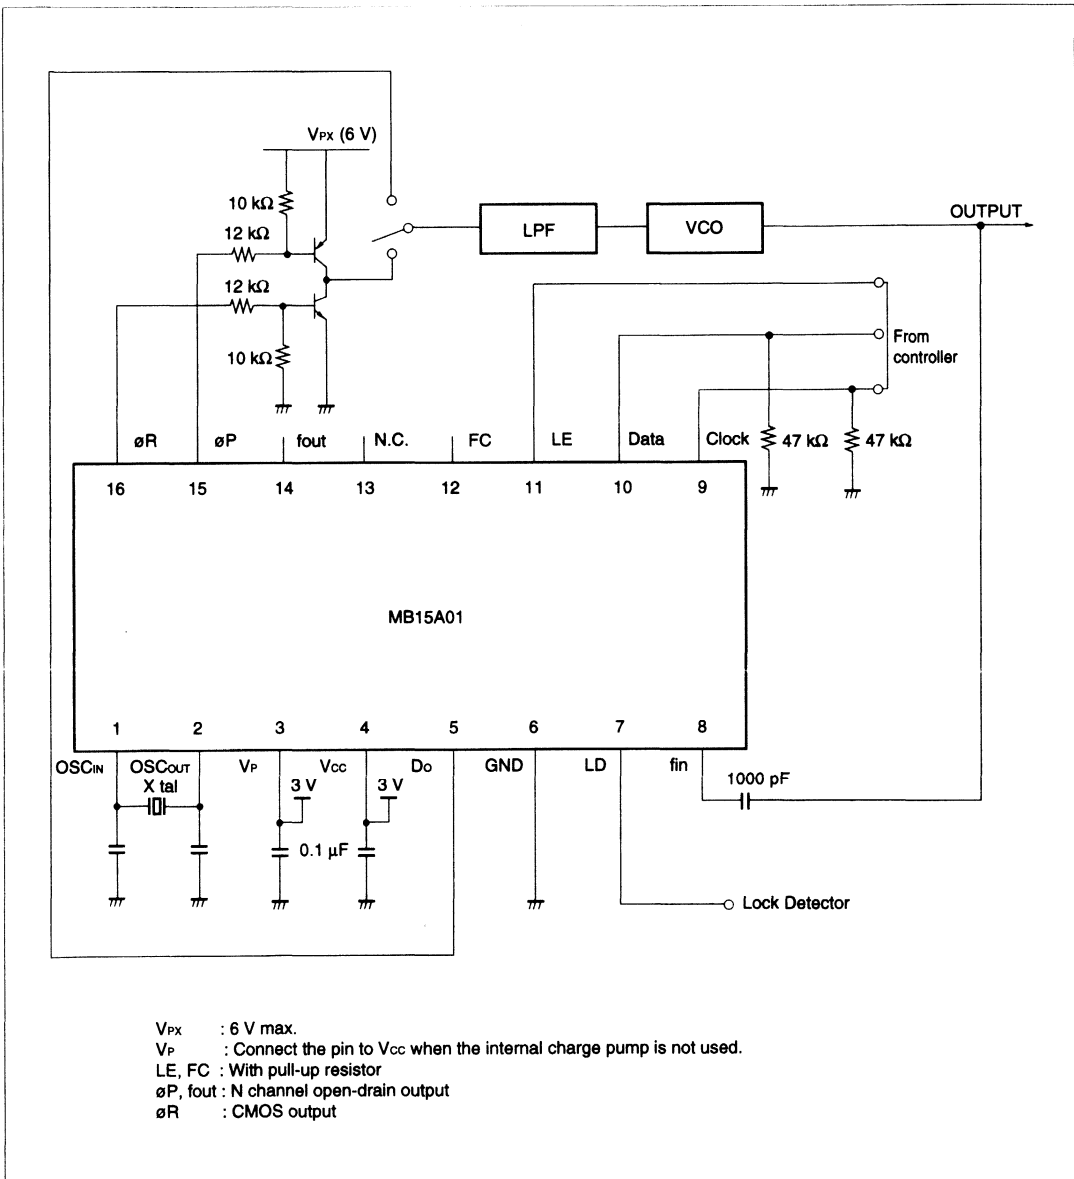 VPX (6 V)
10 kΩ
12 kΩ
12 kΩ
10 kΩ
LPF
VCO
OUTPUT
From
controller
47 kΩ
47 kΩ
øR
øP
fout
N.C.
FC
LE
Data
Clock
16
15
14
13
12
11
10
9
MB15A01
1
2
3
4
5
6
7
8
OSCIN
OSCOUT
VP
VCC
DO
GND
LD
fin
X tal
3 V
3 V
1000 pF
0.1 µF
Lock Detector
VPX : 6 V max.
VP : Connect the pin to Vcc when the internal charge pump is not used.
LE, FC : With pull-up resistor
øP, fout : N channel open-drain output
øR : CMOS output